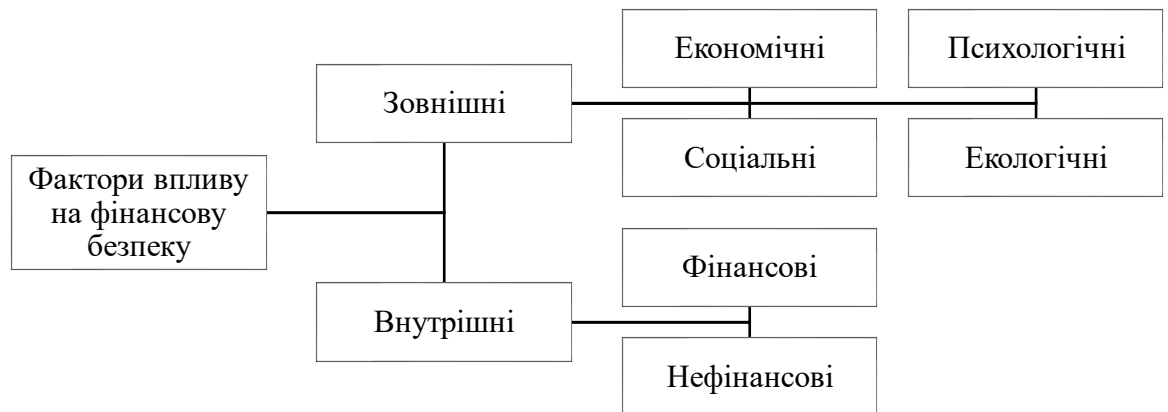 Економічні
Психологічні
Зовнішні
Соціальні
Екологічні
Фактори впливу
на фінансову
безпеку
Фінансові
Внутрішні
Нефінансові